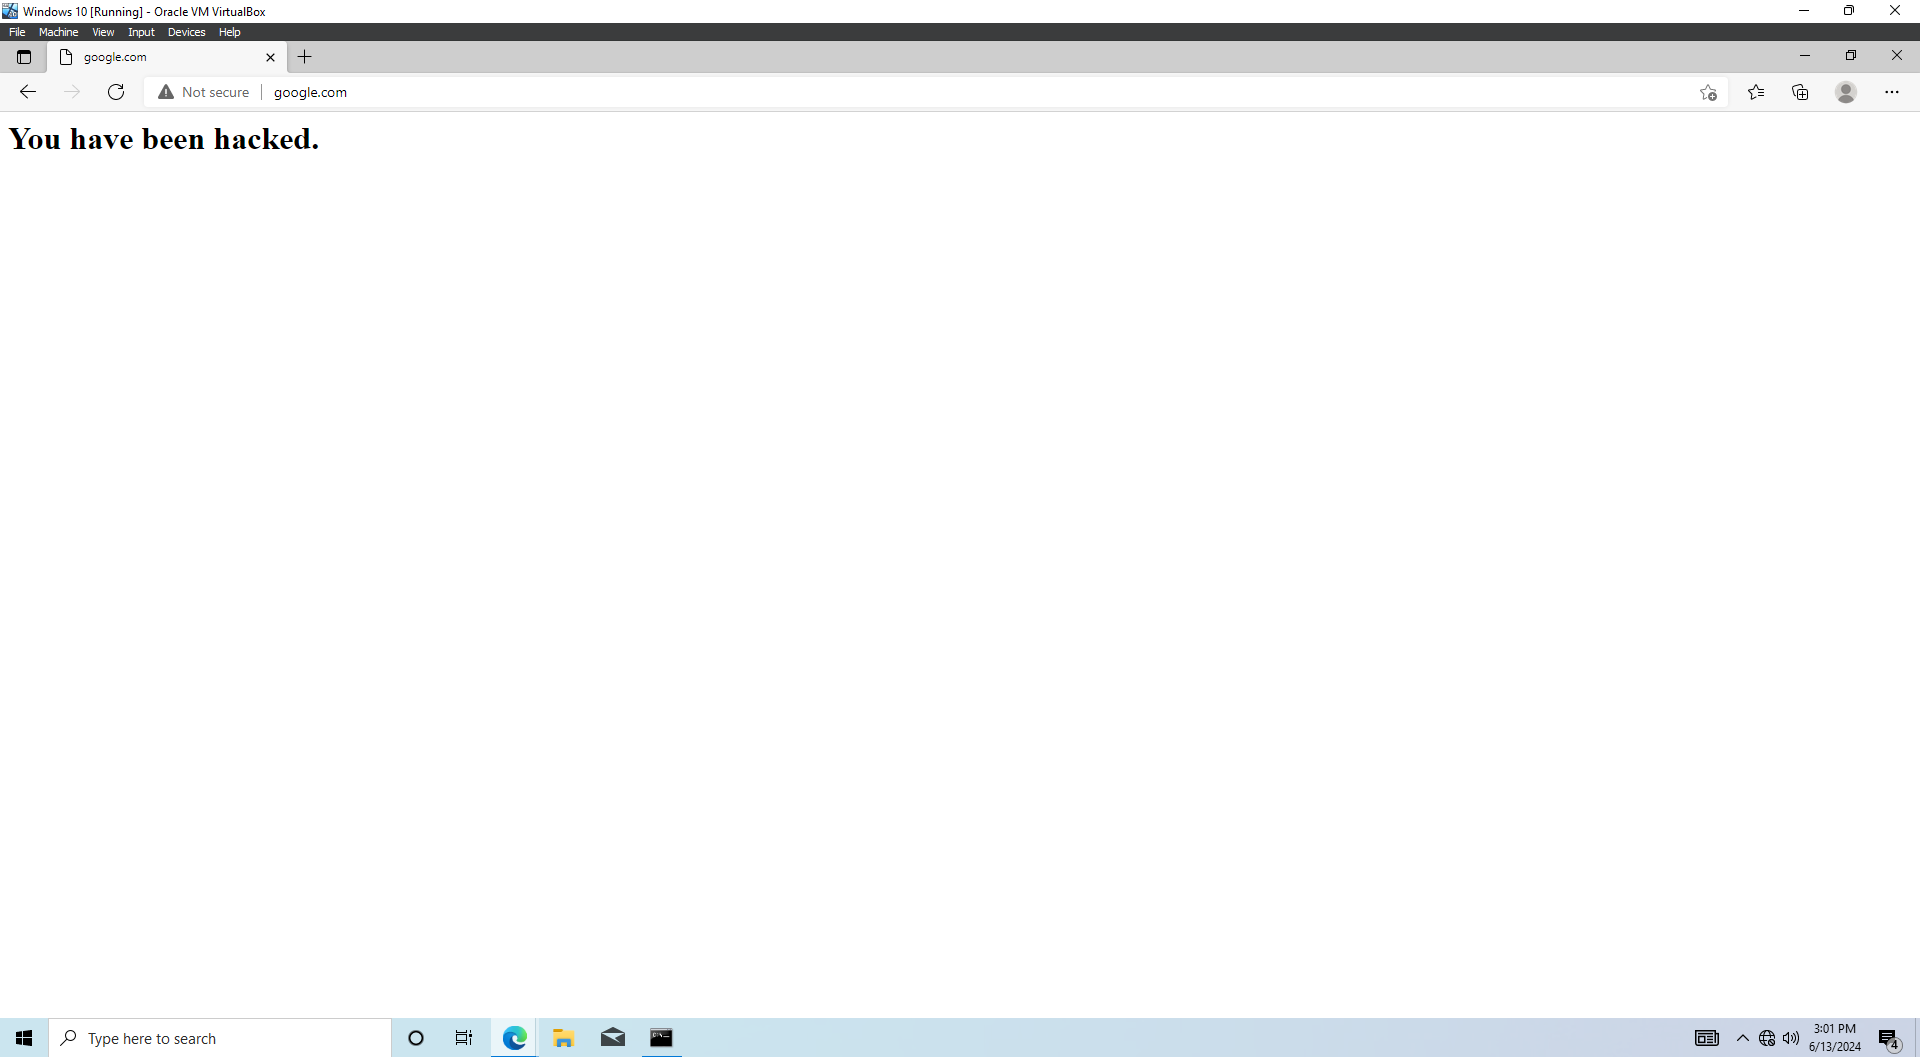 Windows 10 [Running] - Oracle VM VirtualBox
File Machine View Input Devices Help
google.com
Not secure google.com
You have been hacked.
Type here to search
3:01 PM
6/13/2024
4